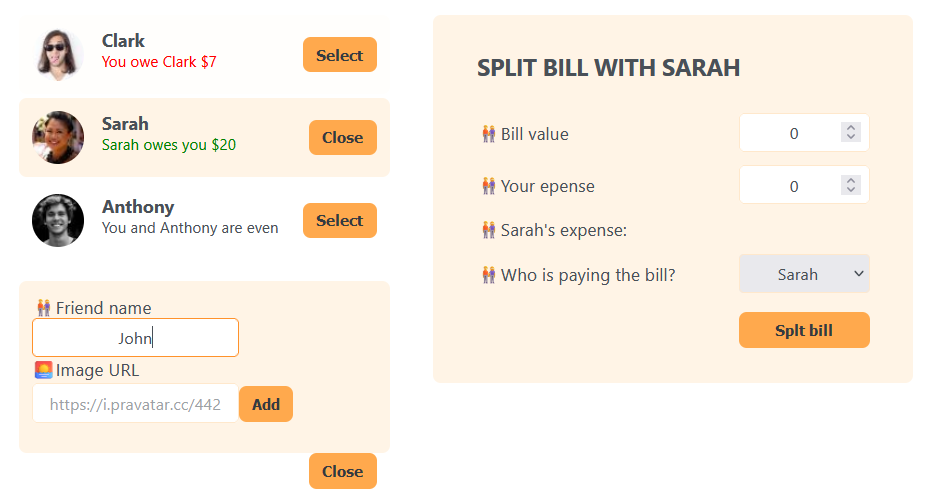 Clark
You owe Clark $7
Select
Sarah
Sarah owes you $20
Close
Anthony
You and Anthony are even
Select
Friend name
John
Image URL
https://i.pravatar.cc/442
Add
Close
SPLIT BILL WITH SARAH
Bill value
0
Your epense
0
Sarah's expense:
Who is paying the bill?
Sarah
Splt bill